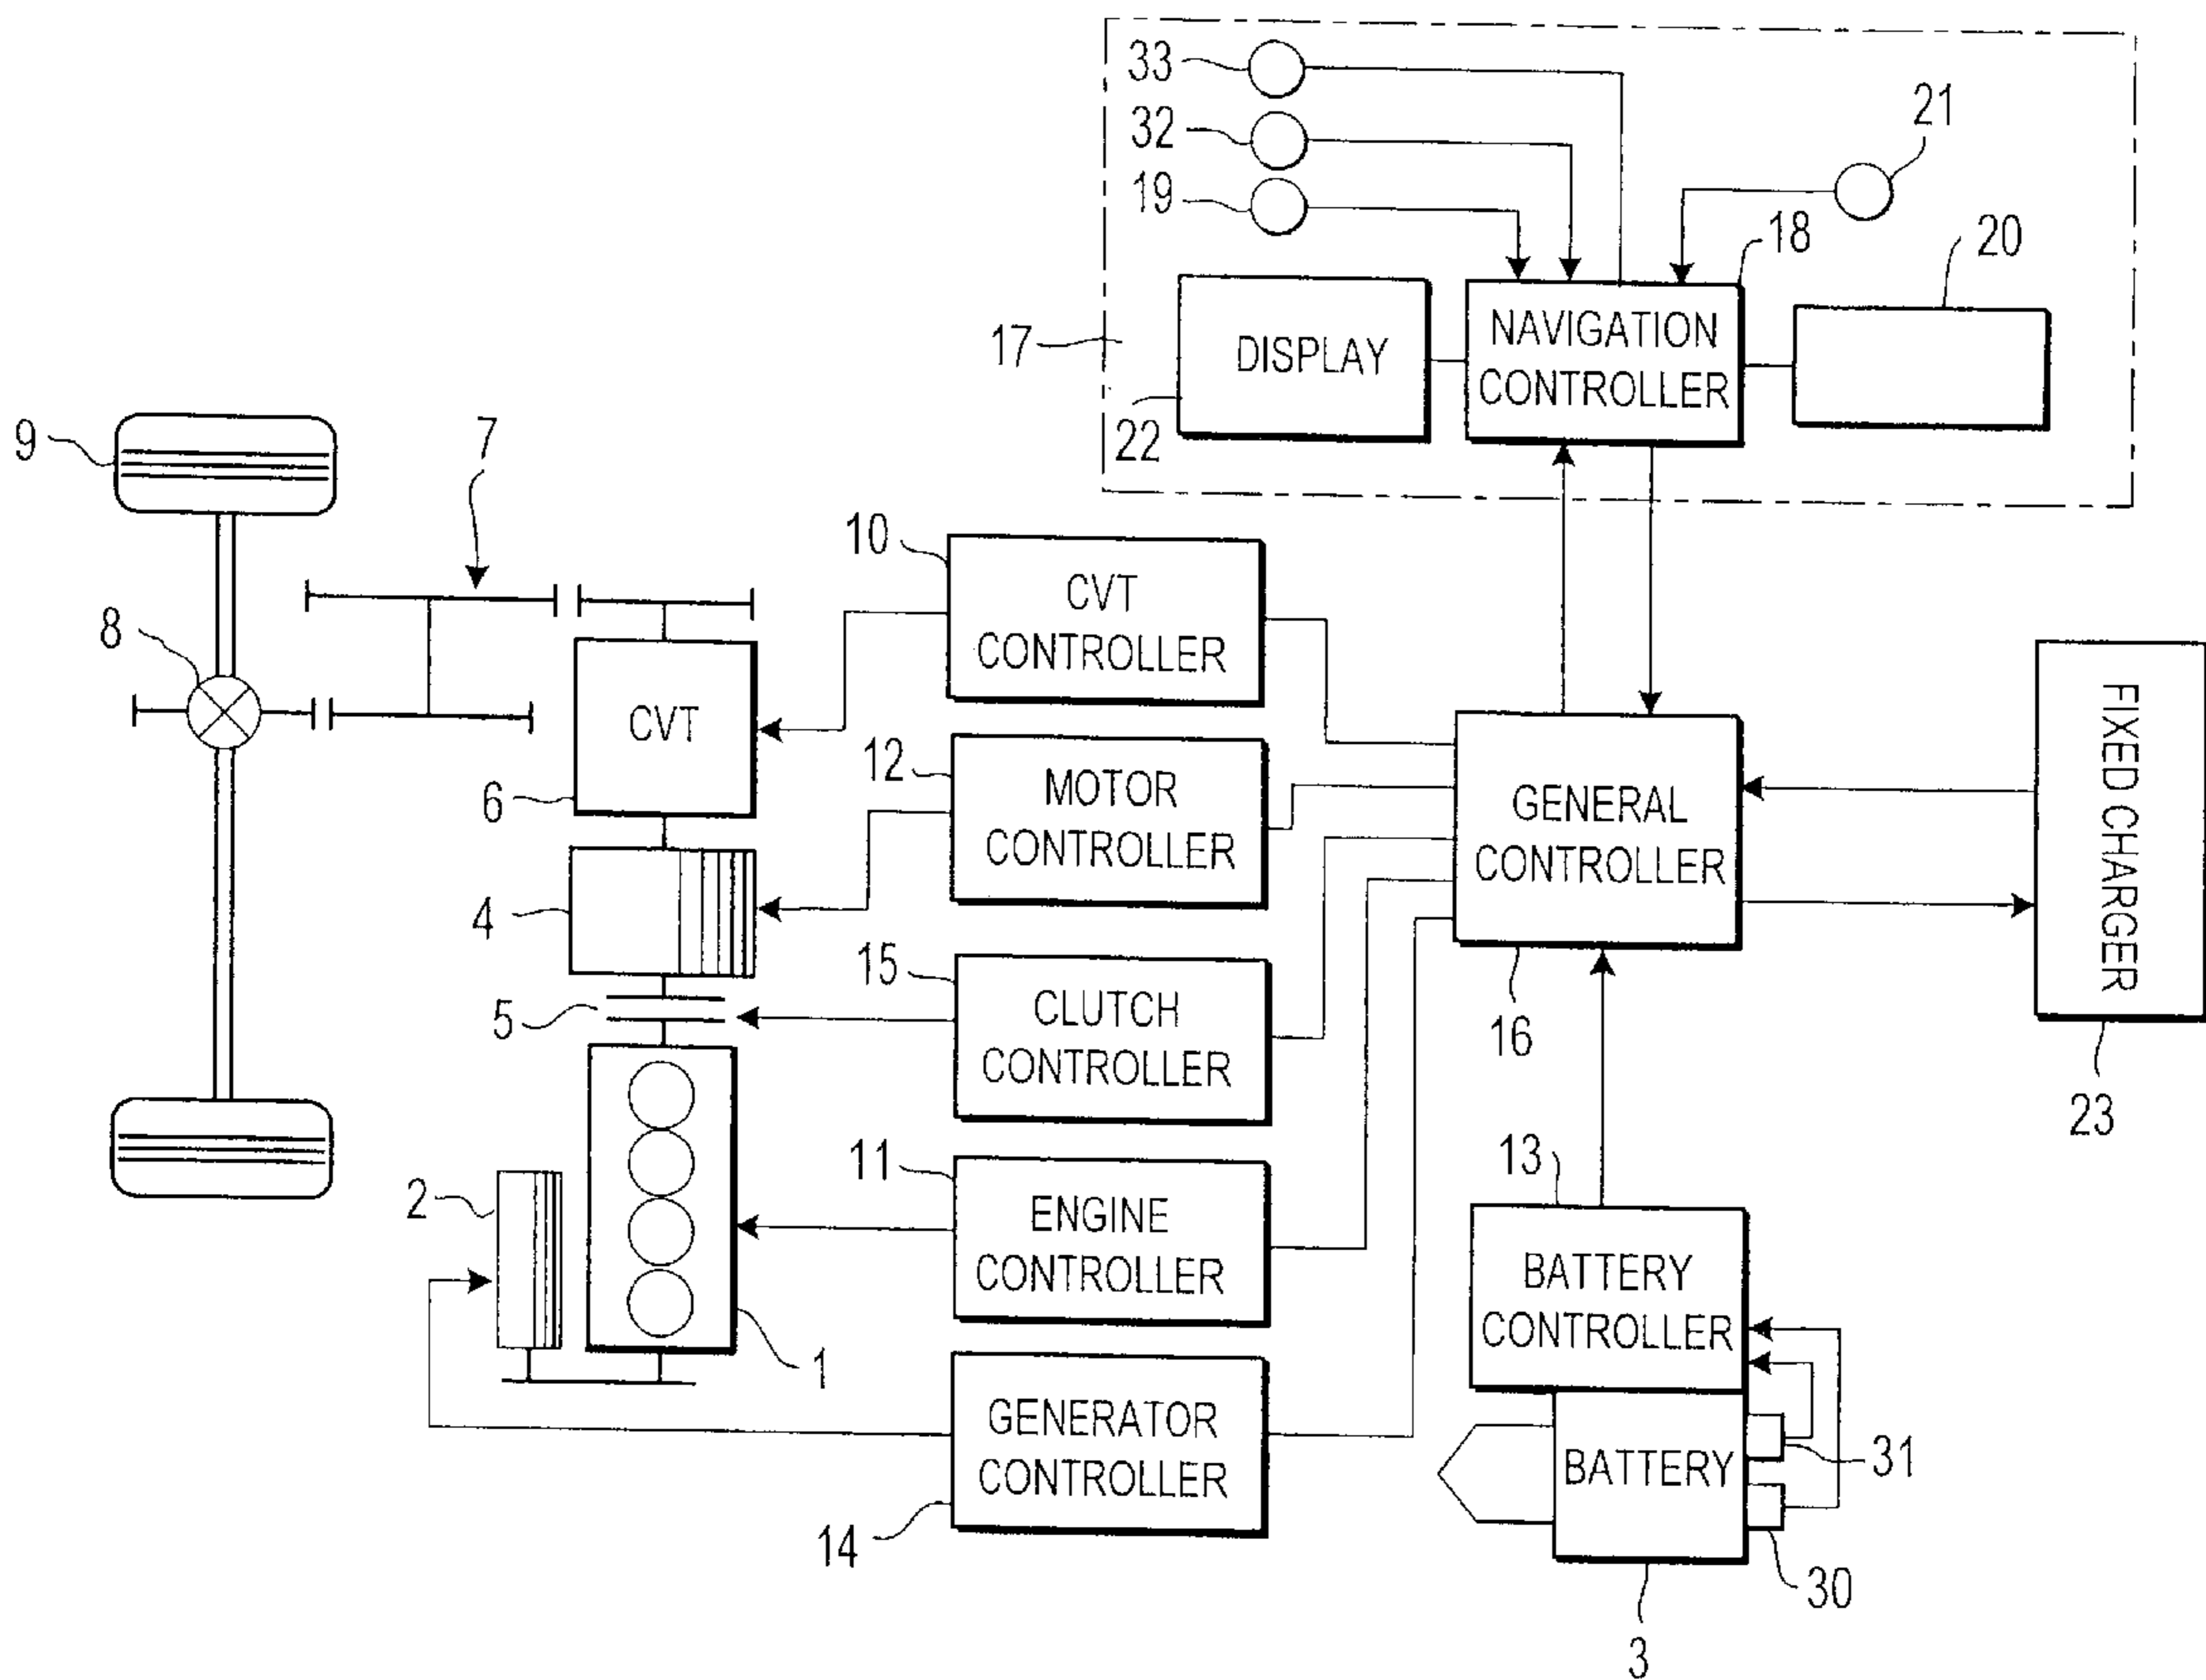 33
32
19
21
18
20
17
DISPLAY
22
NAVIGATION
CONTROLLER
9
7
8
10
CVT
CONTROLLER
CVT
6
12
MOTOR
CONTROLLER
4
GENERAL
CONTROLLER
16
FIXED CHARGER
23
5
15
CLUTCH
CONTROLLER
2
11
ENGINE
CONTROLLER
1
13
BATTERY
CONTROLLER
GENERATOR
CONTROLLER
14
BATTERY
31
30
3